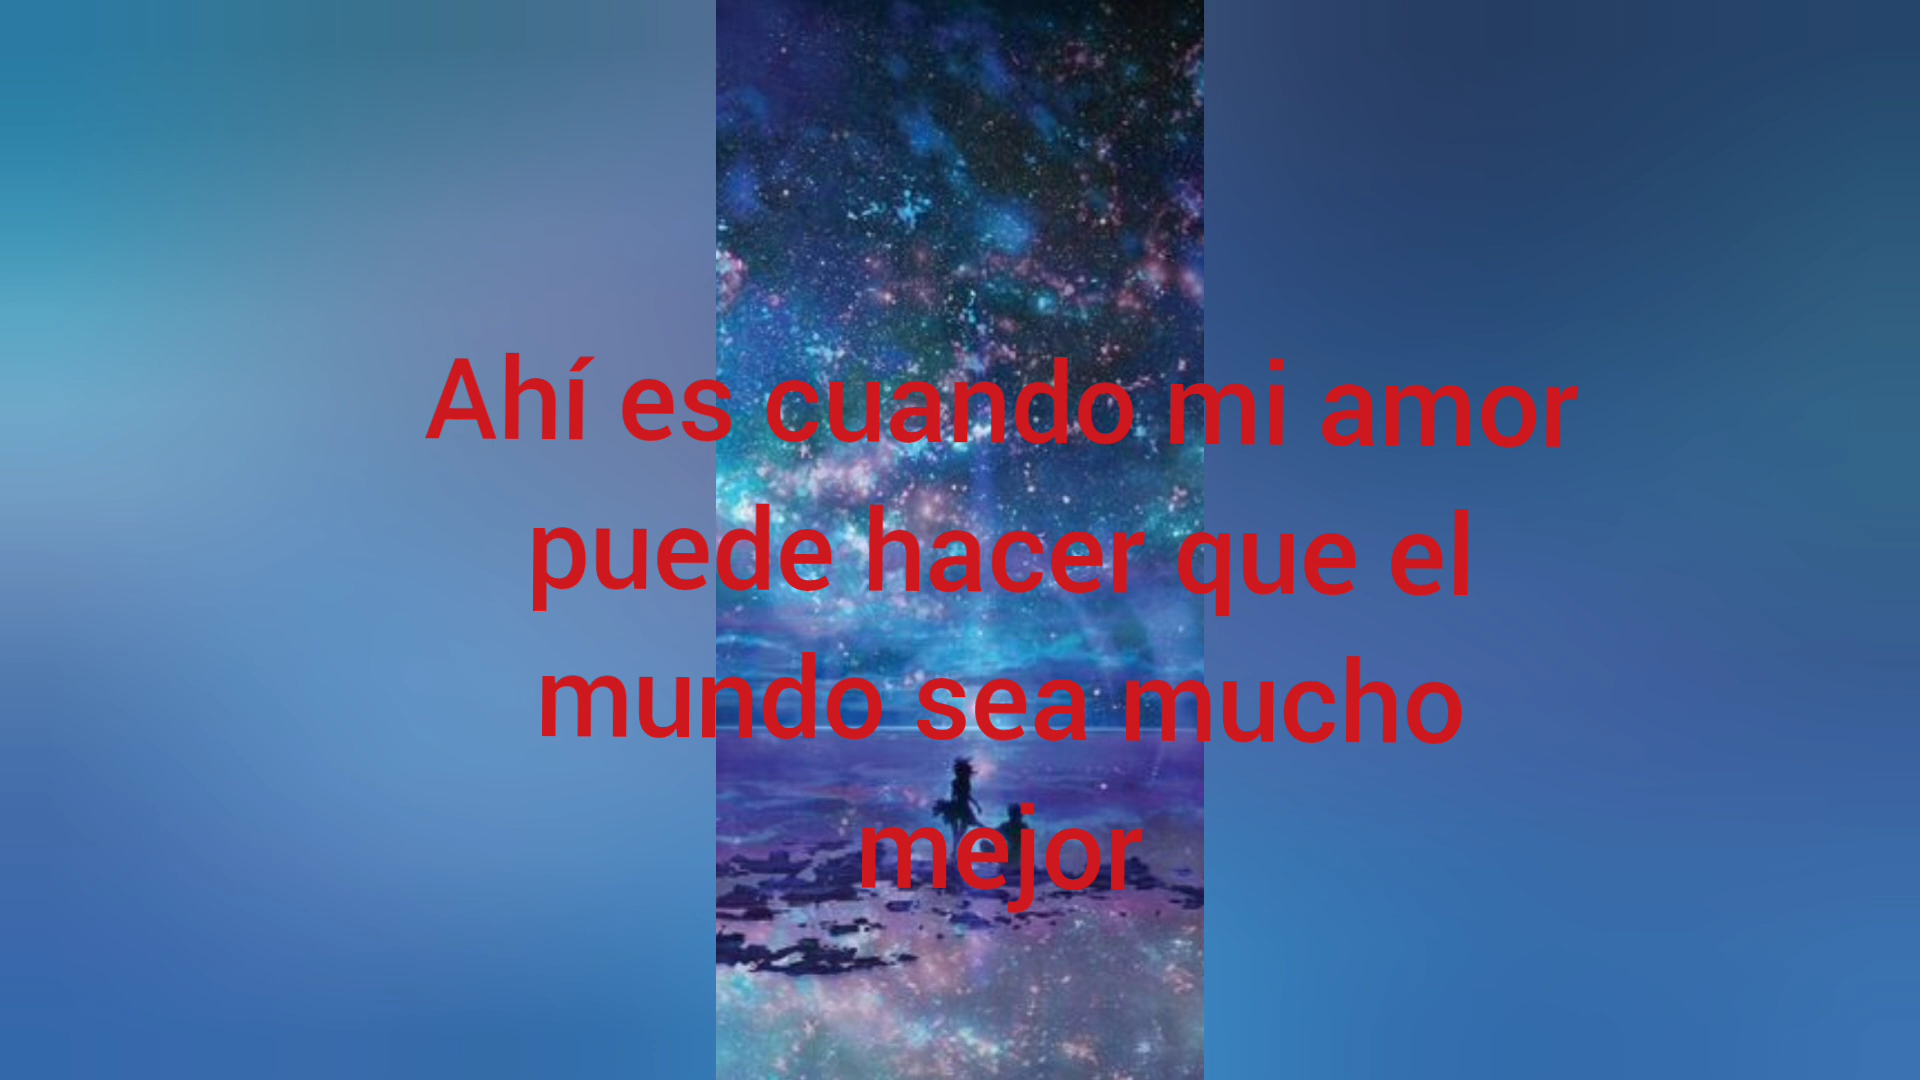 Ahí es cuando mi amor
puede hacer que el
mundo sea mucho
mejor